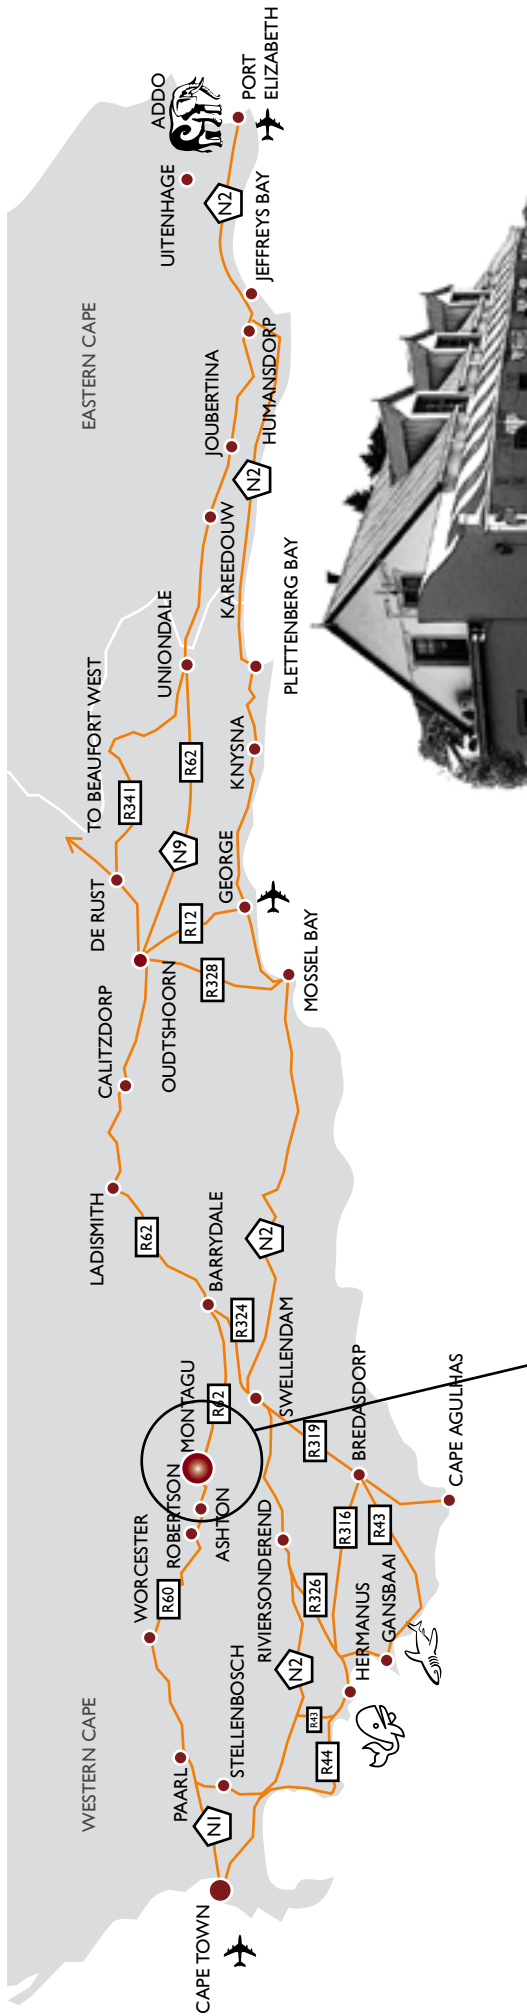 WESTERN CAPE
EASTERN CAPE
CAPE TOWN
N1
PAARL
STELLENBOSCH
WORCESTER
R60
ROBERTSON
ASHTON
MONTAGU
R62
BARRYDALE
R324
R62
LADISMITH
CALITZDORP
OUDTSHOORN
DE RUST
TO BEAUFORT WEST
R341
N9
R62
UNIONDALE
R12
R328
GEORGE
MOSSEL BAY
KNYSNA
PLETTENBERG BAY
KAREEDOUW
JOUBERTINA
N2
HUMANSDORP
JEFFREYS BAY
N2
UITENHAGE
ADDO
PORT
ELIZABETH
N2
SWELLENDAM
R319
BREDASDORP
CAPE AGULHAS
R316
R43
RIVIERSONDEREND
R326
N2
R43
R44
HERMANUS
GANSBAAI